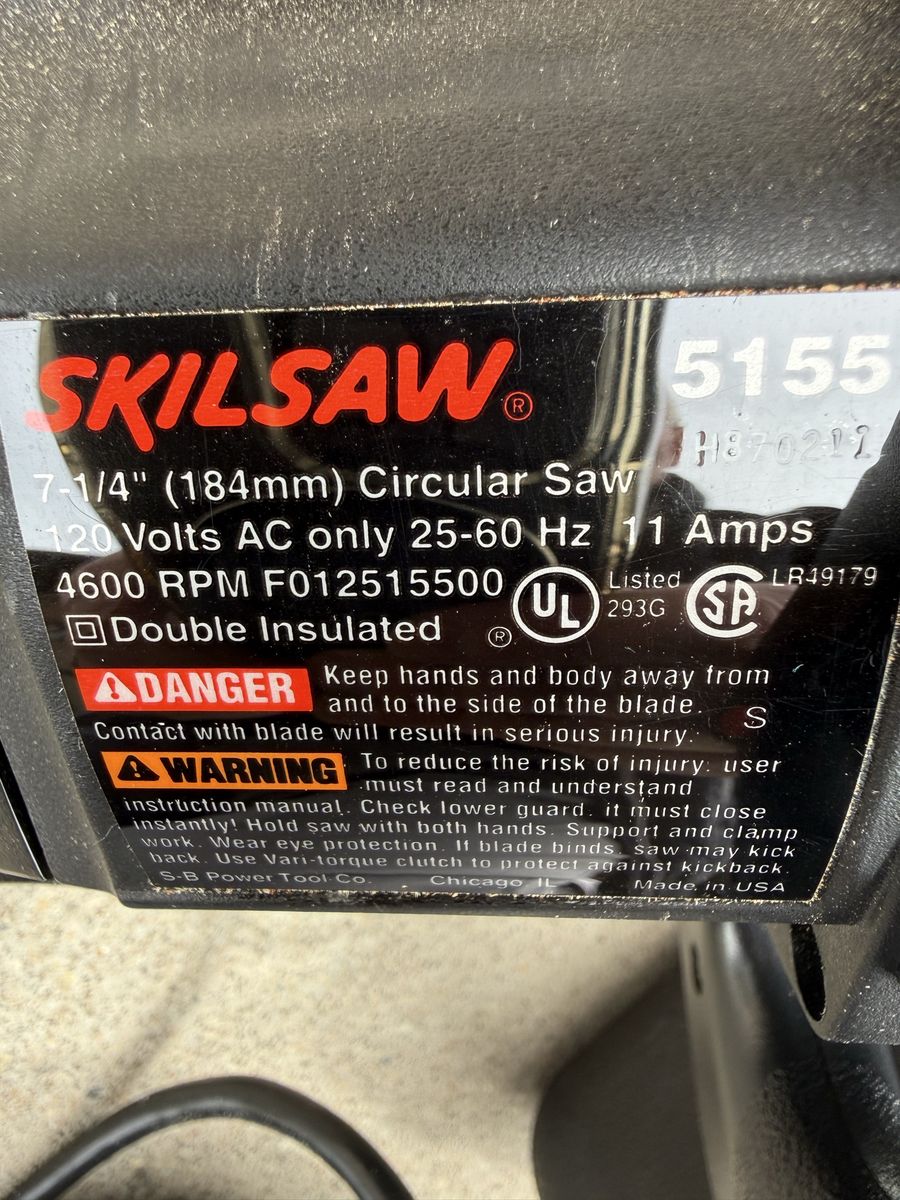 SKILSAW® 5155
H870211
7-1/4" (184mm) Circular Saw
120 Volts AC only 25-60 Hz 11 Amps
4600 RPM F012515500 UL® Listed 293G SA LR49179
Double Insulated
DANGER Keep hands and body away from
and to the side of the blade.
Contact with blade will result in serious injury. S
WARNING To reduce the risk of injury. user
must read and understand
instruction manual. Check lower guard. it must close
instantly! Hold saw with both hands. Support and clamp
work. Wear eye protection. If blade binds, saw may kick
back. Use Vari-torque clutch to protect against kickback.
S-B Power Tool Co. Chicago IL Made in USA